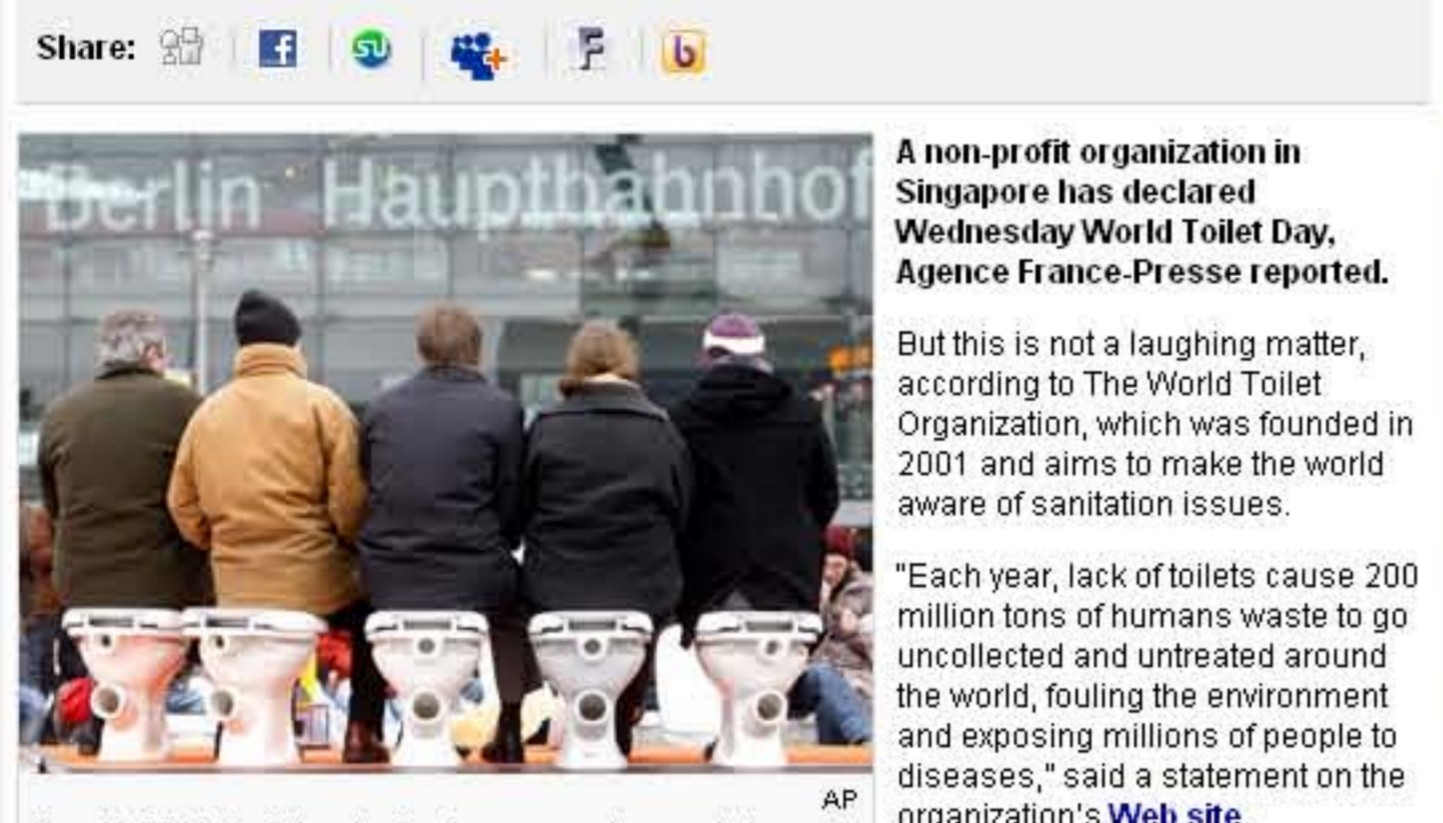 Share:
f
su
F
b
Berlin Hauptbahnhof
A non-profit organization in
Singapore has declared
Wednesday World Toilet Day,
Agence France-Presse reported.
But this is not a laughing matter,
according to The World Toilet
Organization, which was founded in
2001 and aims to make the world
aware of sanitation issues.
"Each year, lack of toilets cause 200
million tons of humans waste to go
uncollected and untreated around
the world, fouling the environment
and exposing millions of people to
diseases," said a statement on the
organization's Web site.
AP